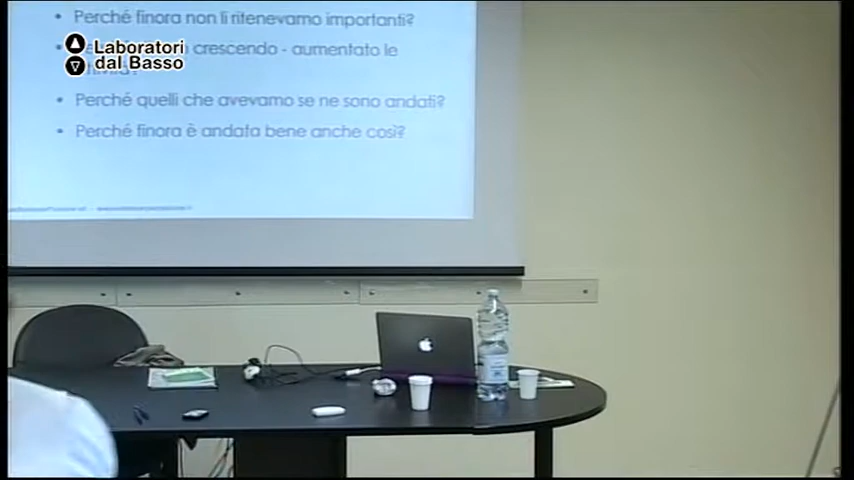 • Perché finora non li ritenevamo importanti?
Laboratori
dal Basso
crescendo - aumentato le
• Perché quelli che avevamo se ne sono andati?
• Perché finora è andata bene anche così?